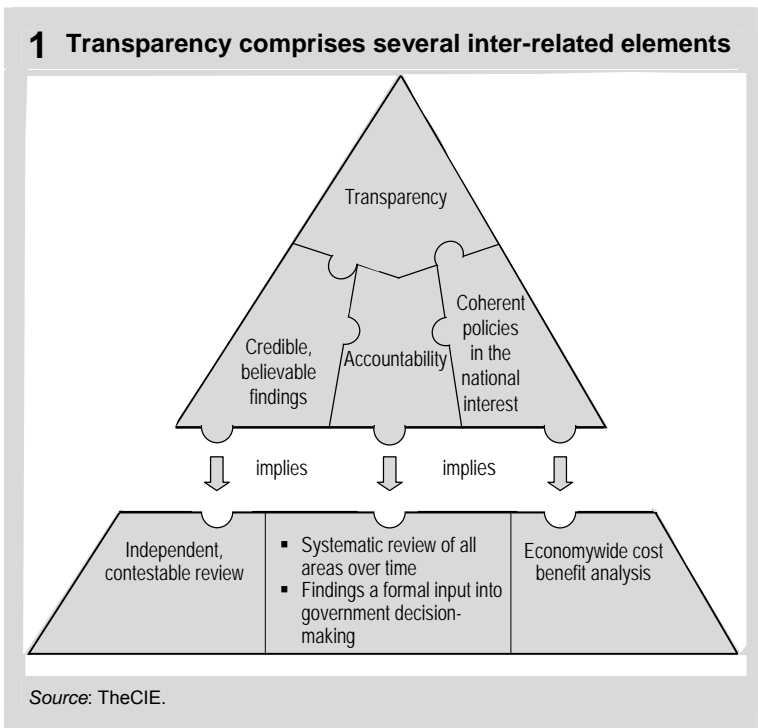 1 Transparency comprises several inter-related elements
Transparency
Credible,
believable
findings
Accountability
Coherent
policies
in the
national
interest
implies
implies
Independent,
contestable review
▪ Systematic review of all
areas over time
▪ Findings a formal input into
government decision-
making
Economywide cost
benefit analysis
Source: TheCIE.